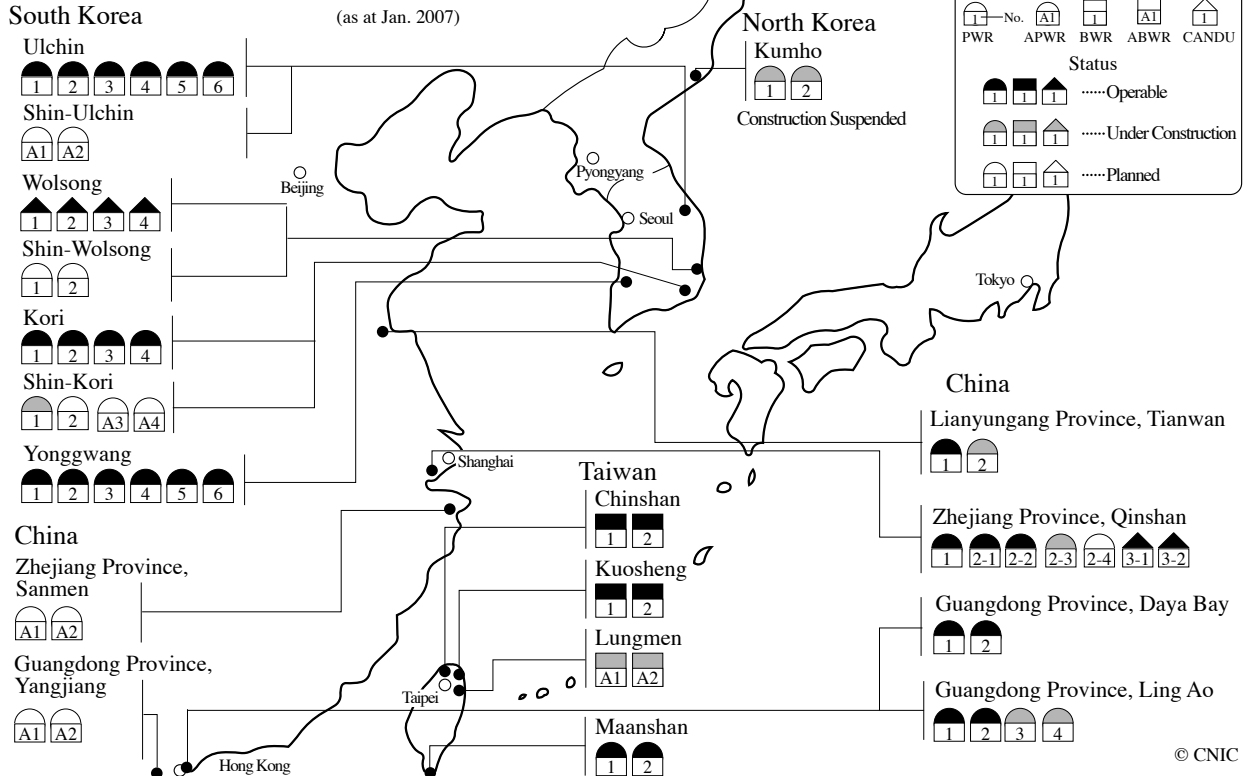 South Korea
(as at Jan. 2007)
Ulchin
1 2 3 4 5 6
Shin-Ulchin
A1 A2
Wolsong
1 2 3 4
Shin-Wolsong
1 2
Kori
1 2 3 4
Shin-Kori
1 2 A3 A4
Yonggwang
1 2 3 4 5 6
China
Zhejiang Province,
Sanmen
A1 A2
Guangdong Province,
Yangjiang
A1 A2
North Korea
Kumho
1 2
Construction Suspended
1 No. A1 1 A1 1
PWR APWR BWR ABWR CANDU
Status
1 1 1 ······Operable
1 1 1 ······Under Construction
1 1 1 ······Planned
Beijing
Pyongyang
Seoul
Tokyo
Shanghai
Taipei
Hong Kong
Taiwan
Chinshan
1 2
Kuosheng
1 2
Lungmen
A1 A2
Maanshan
1 2
China
Lianyungang Province, Tianwan
1 2
Zhejiang Province, Qinshan
1 2-1 2-2 2-3 2-4 3-1 3-2
Guangdong Province, Daya Bay
1 2
Guangdong Province, Ling Ao
1 2 3 4
© CNIC